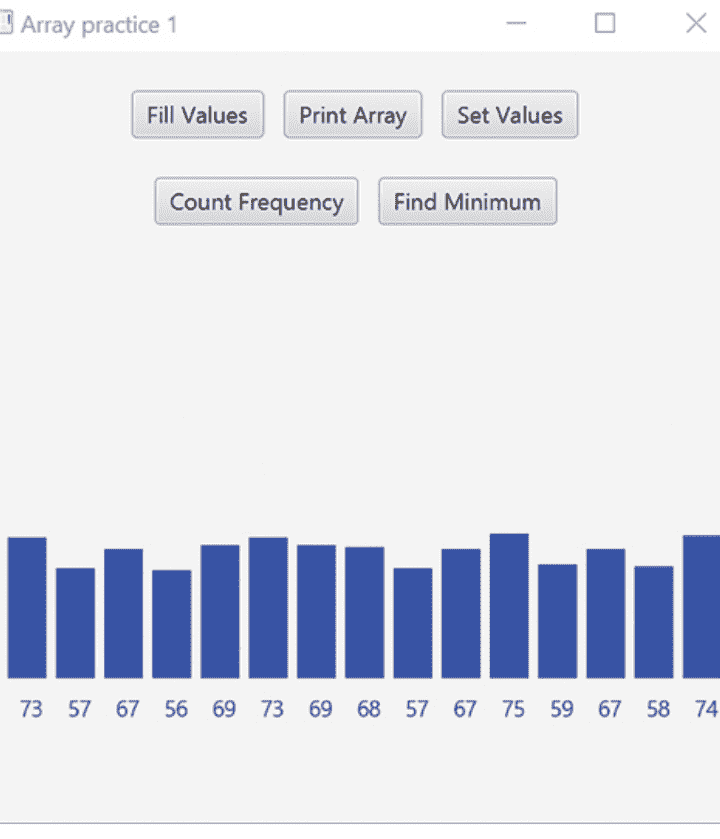 Array practice 1
Fill Values Print Array Set Values
Count Frequency Find Minimum
73 57 67 56 69 73 69 68 57 67 75 59 67 58 74